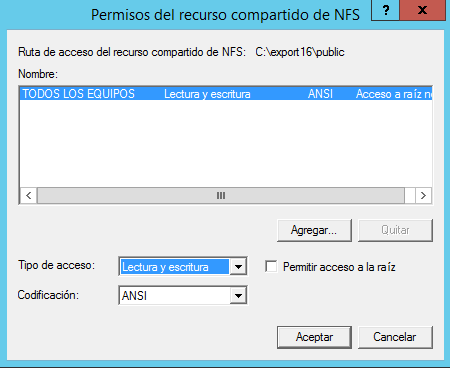 Permisos del recurso compartido de NFS
Ruta de acceso del recurso compartido de NFS: C:\export16\public
Nombre:
TODOS LOS EQUIPOS Lectura y escritura ANSI Acceso a raíz
Agregar... Quitar
Tipo de acceso: Lectura y escritura Permitir acceso a la raíz
Codificación: ANSI
Aceptar Cancelar